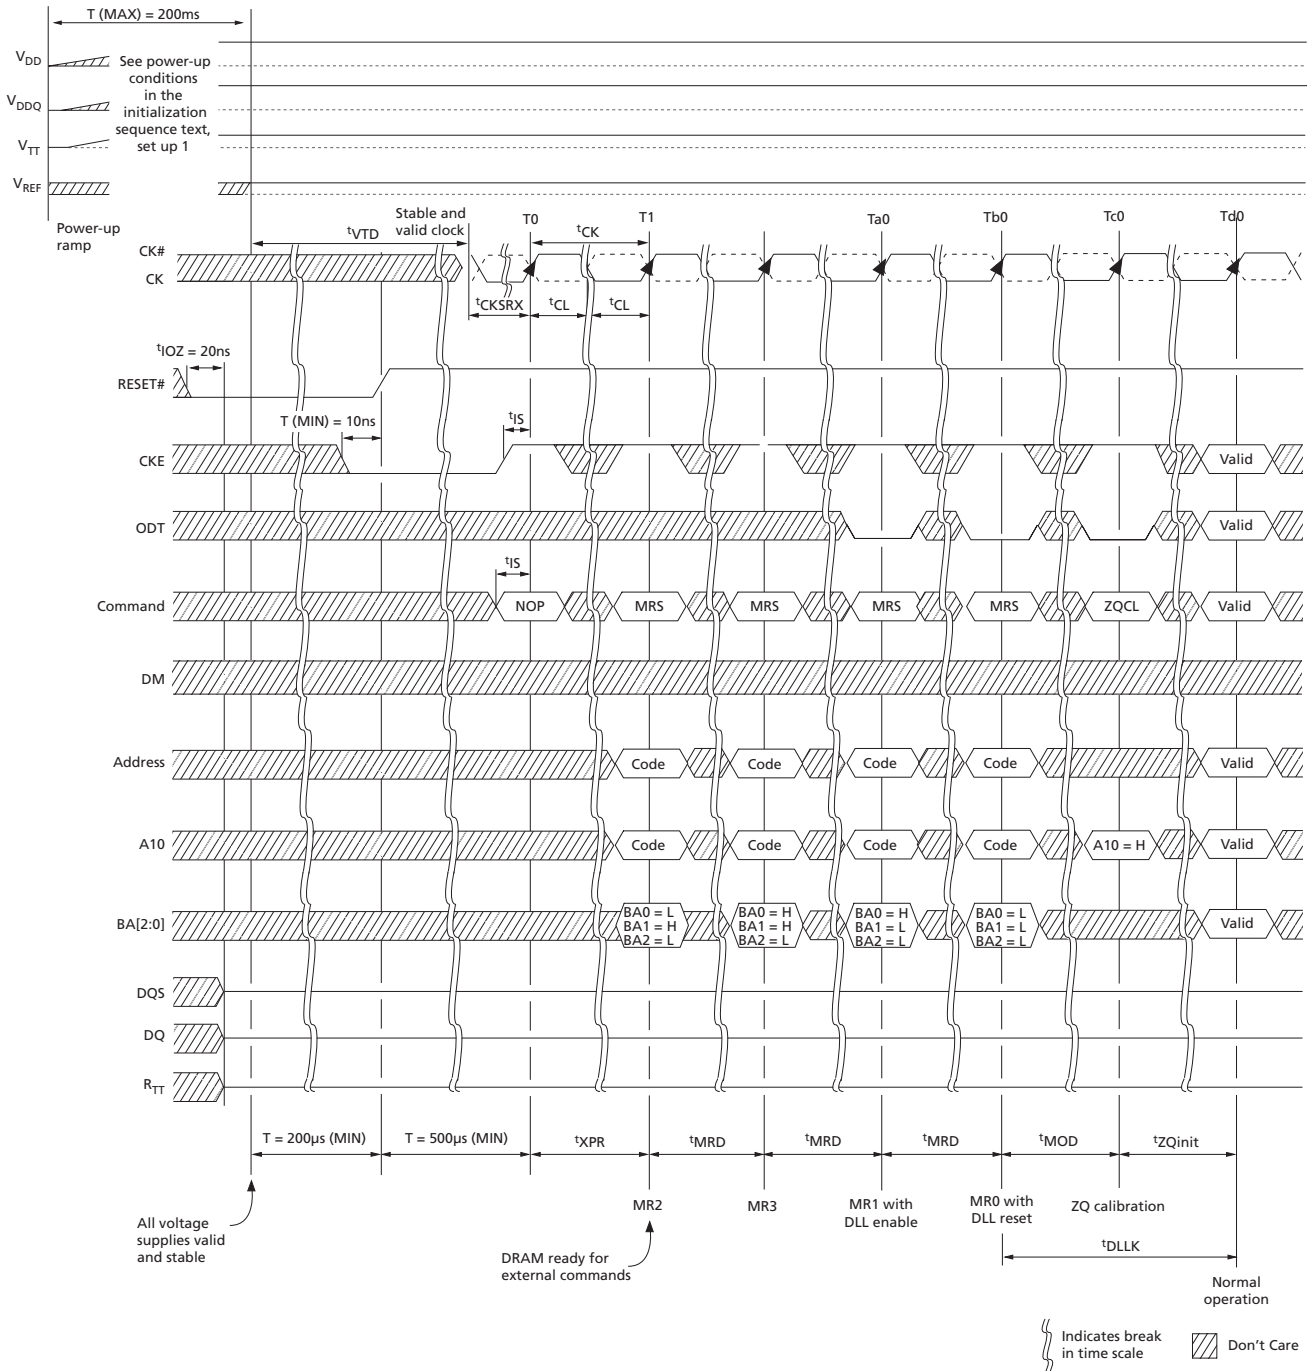 T (MAX) = 200ms
VDD
See power-up
conditions
in the
initialization
sequence text,
set up 1
VDDQ
VTT
VREF
Power-up
ramp
tVTD
Stable and
valid clock
T0
T1
Ta0
Tb0
Tc0
Td0
tCK
CK#
CK
tCKSRX
tCL
tCL
tIOZ = 20ns
RESET#
T (MIN) = 10ns
tIS
CKE
Valid
ODT
Valid
tIS
Command
NOP
MRS
MRS
MRS
MRS
ZQCL
Valid
DM
Address
Code
Code
Code
Code
Valid
A10
Code
Code
Code
Code
A10 = H
Valid
BA[2:0]
BA0 = L
BA1 = H
BA2 = L
BA0 = H
BA1 = H
BA2 = L
BA0 = H
BA1 = L
BA2 = L
BA0 = L
BA1 = L
BA2 = L
Valid
DQS
DQ
RTT
T = 200µs (MIN)
T = 500µs (MIN)
tXPR
tMRD
tMRD
tMRD
tMOD
tZQinit
MR2
MR3
MR1 with
DLL enable
MR0 with
DLL reset
ZQ calibration
All voltage
supplies valid
and stable
DRAM ready for
external commands
tDLLK
Normal
operation
Indicates break
in time scale
Don't Care